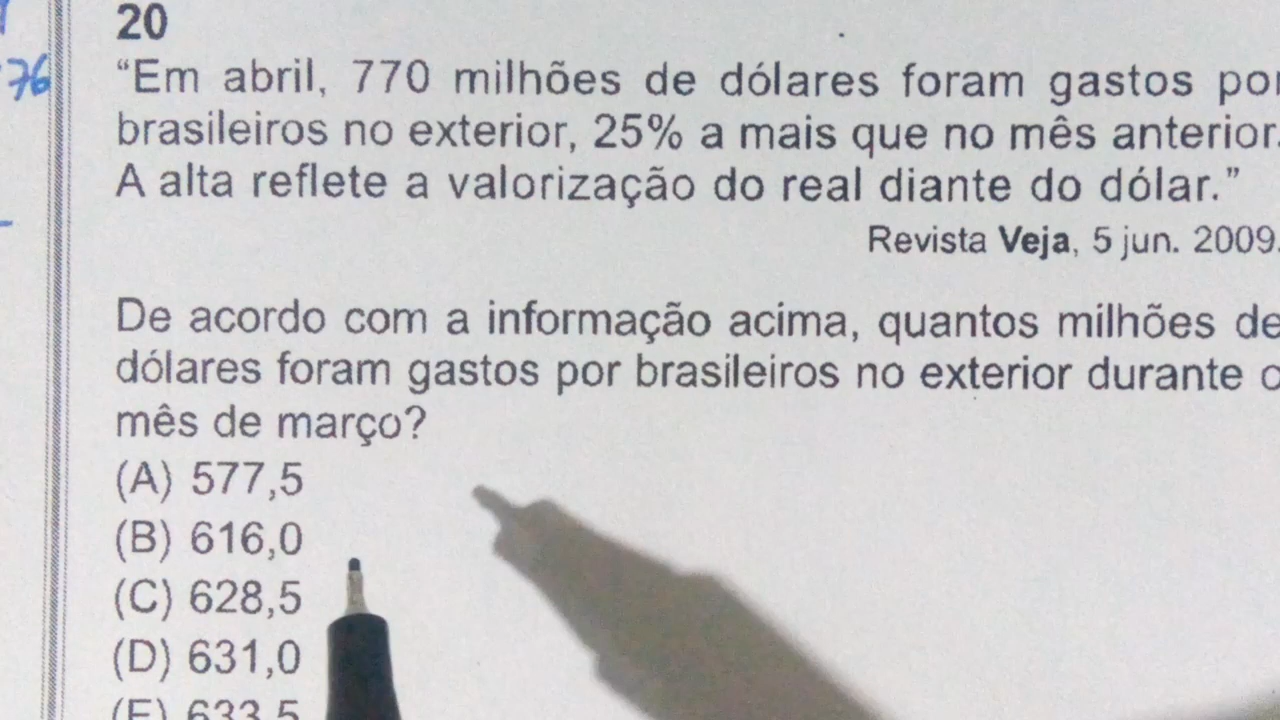 76
20
“Em abril, 770 milhões de dólares foram gastos por
brasileiros no exterior, 25% a mais que no mês anterior.
A alta reflete a valorização do real diante do dólar.”
Revista Veja, 5 jun. 2009.
De acordo com a informação acima, quantos milhões de
dólares foram gastos por brasileiros no exterior durante o
mês de março?
(A) 577,5
(B) 616,0
(C) 628,5
(D) 631,0
(E) 633,5